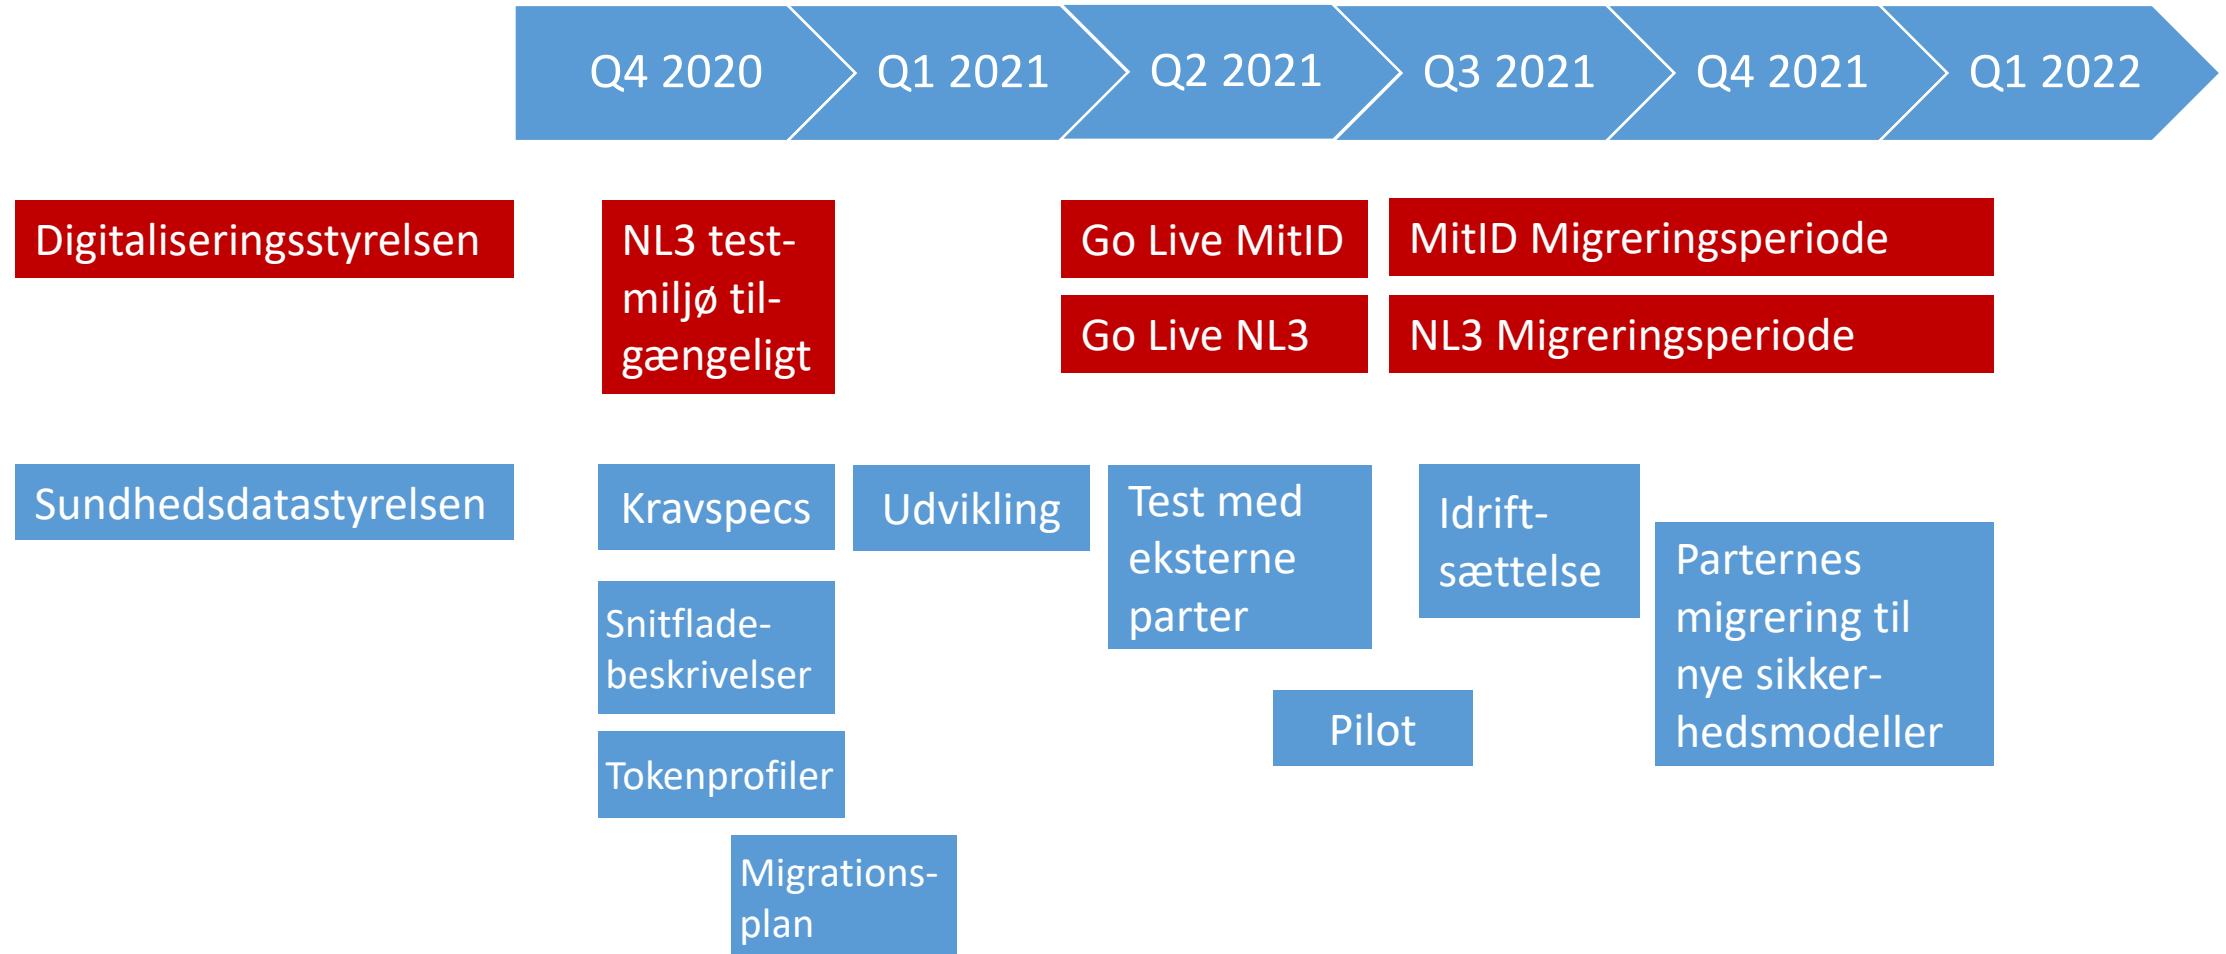 Q4 2020
Q1 2021
Q2 2021
Q3 2021
Q4 2021
Q1 2022
Digitaliseringsstyrelsen
NL3 test-
miljø til-
gængeligt
Go Live MitID
MitID Migreringsperiode
Go Live NL3
NL3 Migreringsperiode
Sundhedsdatastyrelsen
Kravspecs
Udvikling
Test med
eksterne
parter
Idrift-
sættelse
Parternes
migrering til
nye sikker-
hedsmodeller
Snitflade-
beskrivelser
Pilot
Tokenprofiler
Migrations-
plan